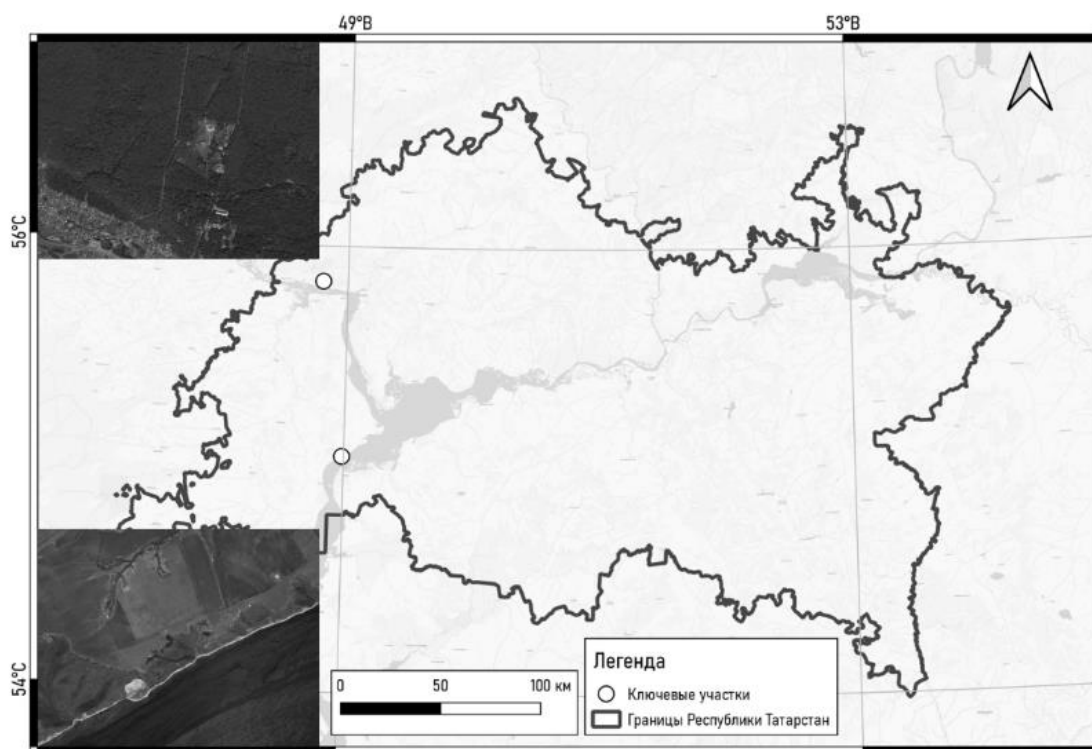 49°В
53°В
56°С
54°С
0
50
100 км
Легенда
Ключевые участки
Границы Республики Татарстан